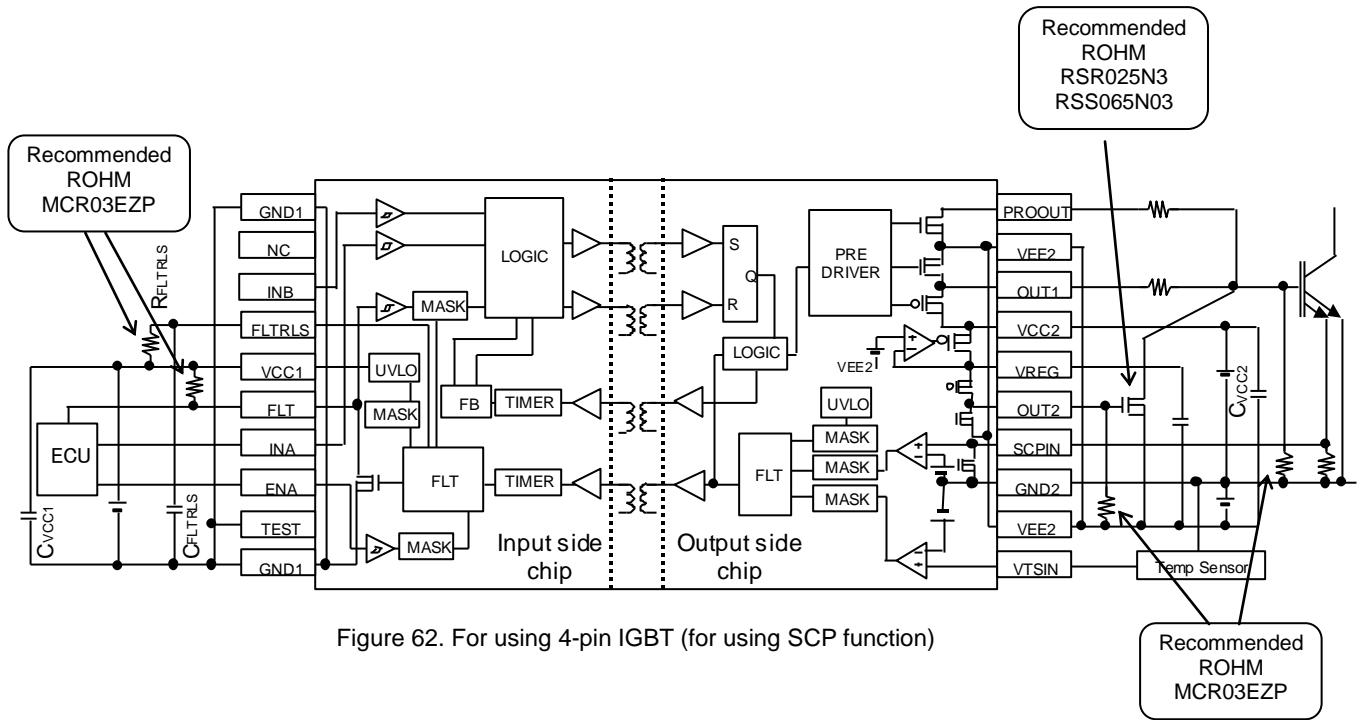 Recommended
ROHM
RSR025N3
RSS065N03
Recommended
ROHM
MCR03EZP
GND1
NC
INB
FLTRLS
VCC1
FLT
INA
ENA
TEST
GND1
RFLTRLS
ECU
CVCC1
CFLTRLS
LOGIC
MASK
UVLO
MASK
FB
TIMER
FLT
TIMER
MASK
Input side
chip
Output side
chip
S
Q
R
PRE
DRIVER
LOGIC
VEE2
UVLO
MASK
MASK
MASK
FLT
PROOUT
VEE2
OUT1
VCC2
VREG
OUT2
SCPIN
GND2
VEE2
VTSIN
CVCC2
Temp Sensor
Recommended
ROHM
MCR03EZP
Figure 62. For using 4-pin IGBT (for using SCP function)